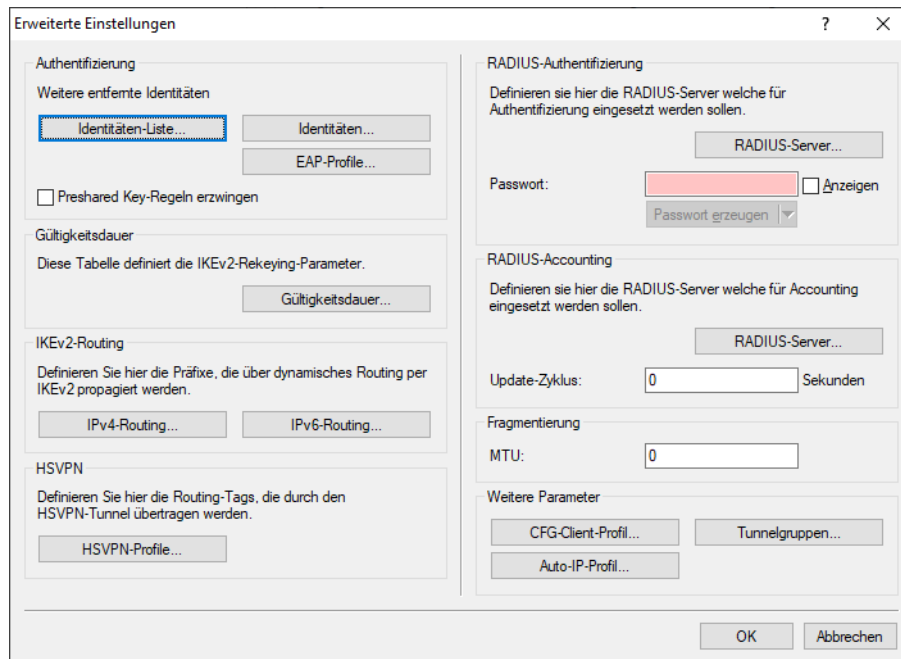 Erweiterte Einstellungen
?
Authentifizierung
Weitere entfernte Identitäten
Identitäten-Liste...
Identitäten...
EAP-Profile...
Preshared Key-Regeln erzwingen
Gültigkeitsdauer
Diese Tabelle definiert die IKEv2-Rekeying-Parameter.
Gültigkeitsdauer...
IKEv2-Routing
Definieren Sie hier die Präfixe, die über dynamisches Routing per
IKEv2 propagiert werden.
IPv4-Routing...
IPv6-Routing...
HSVPN
Definieren Sie hier die Routing-Tags, die durch den
HSVPN-Tunnel übertragen werden.
HSVPN-Profile...
RADIUS-Authentifizierung
Definieren sie hier die RADIUS-Server welche für
Authentifizierung eingesetzt werden sollen.
RADIUS-Server...
Passwort:
Anzeigen
Passwort erzeugen
RADIUS-Accounting
Definieren sie hier die RADIUS-Server welche für Accounting
eingesetzt werden sollen.
RADIUS-Server...
Update-Zyklus: 0 Sekunden
Fragmentierung
MTU: 0
Weitere Parameter
CFG-Client-Profil...
Tunnelgruppen...
Auto-IP-Profil...
OK
Abbrechen